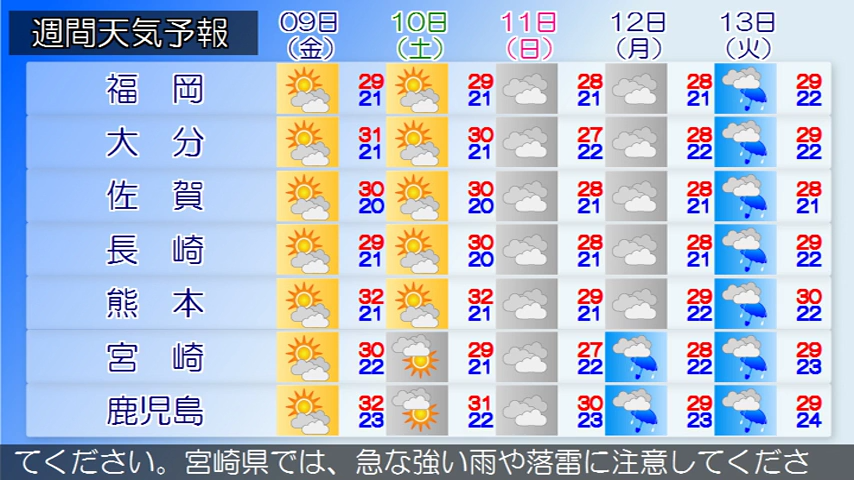 週間天気予報
09日 10日 11日 12日 13日
(金) (土) (日) (月) (火)
福岡 29 21 29 21 28 21 28 21 29 22
大分 31 21 30 21 27 22 28 22 29 22
佐賀 30 20 30 20 28 21 28 21 28 21
長崎 29 21 30 20 28 21 28 21 29 22
熊本 32 21 32 21 29 21 29 22 30 22
宮崎 30 22 29 21 27 22 28 22 29 23
鹿児島 32 23 31 22 30 23 29 23 29 24
てください。宮崎県では、急な強い雨や落雷に注意してくださ